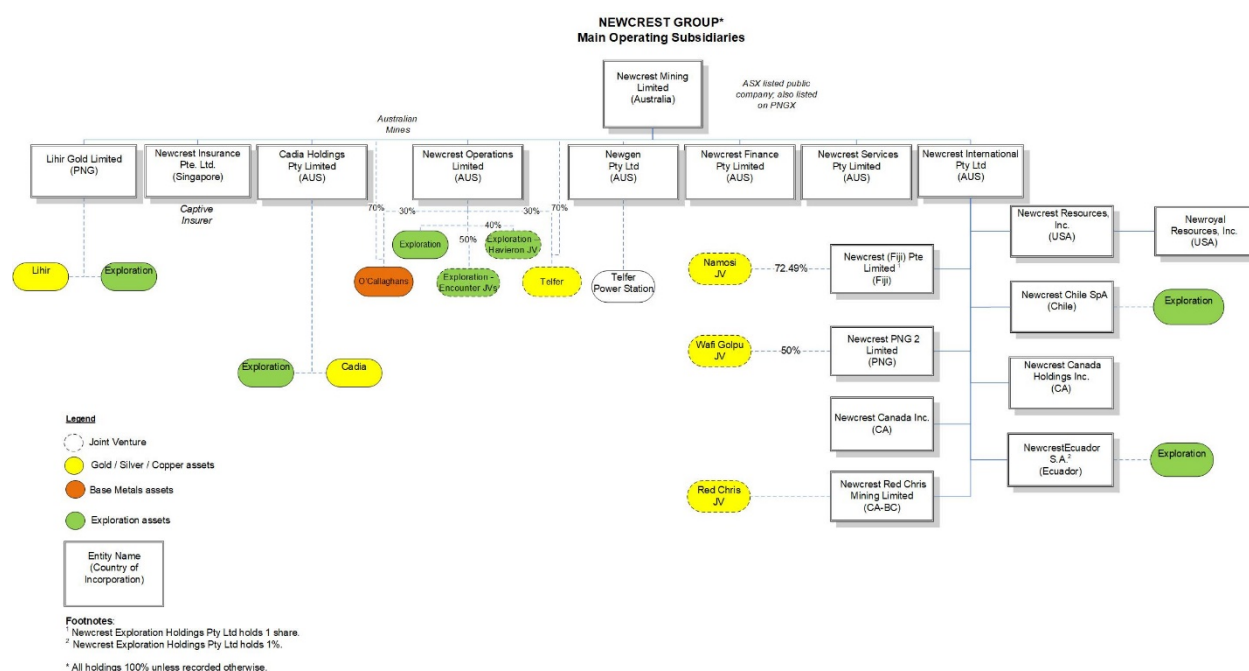 NEWCREST GROUP*
Main Operating Subsidiaries
Newcrest Mining
Limited
(Australia)
ASX listed public
company; also listed
on PNGX
Australian
Mines
Lihir Gold Limited
(PNG)
Newcrest Insurance
Pte. Ltd.
(Singapore)
Cadia Holdings
Pty Limited
(AUS)
Newcrest Operations
Limited
(AUS)
Newgen
Pty Ltd
(AUS)
Newcrest Finance
Pty Limited
(AUS)
Newcrest Services
Pty Limited
(AUS)
Newcrest International
Pty Ltd
(AUS)
Captive
Insurer
70%
30%
30%
70%
40%
50%
Exploration
Exploration –
Havieron JV
Lihir
Exploration
O'Callaghans
Exploration -
Encounter JVs
Telfer
Telfer
Power Station
Newcrest Resources,
Inc.
(USA)
Newroyal
Resources, Inc.
(USA)
Namosi
JV
72.49%
Newcrest (Fiji) Pte
Limited 1
(Fiji)
Newcrest Chile SpA
(Chile)
Exploration
Wafi Golpu
JV
50%
Newcrest PNG 2
Limited
(PNG)
Exploration
Cadia
Newcrest Canada
Holdings Inc.
(CA)
Newcrest Canada Inc.
(CA)
NewcrestEcuador
S.A.2
(Ecuador)
Exploration
Red Chris
JV
Newcrest Red Chris
Mining Limited
(CA-BC)
Legend
Joint Venture
Gold / Silver / Copper assets
Base Metals assets
Exploration assets
Entity Name
(Country of
Incorporation)
Footnotes:
1 Newcrest Exploration Holdings Pty Ltd holds 1 share.
2 Newcrest Exploration Holdings Pty Ltd holds 1%.
* All holdings 100% unless recorded otherwise.